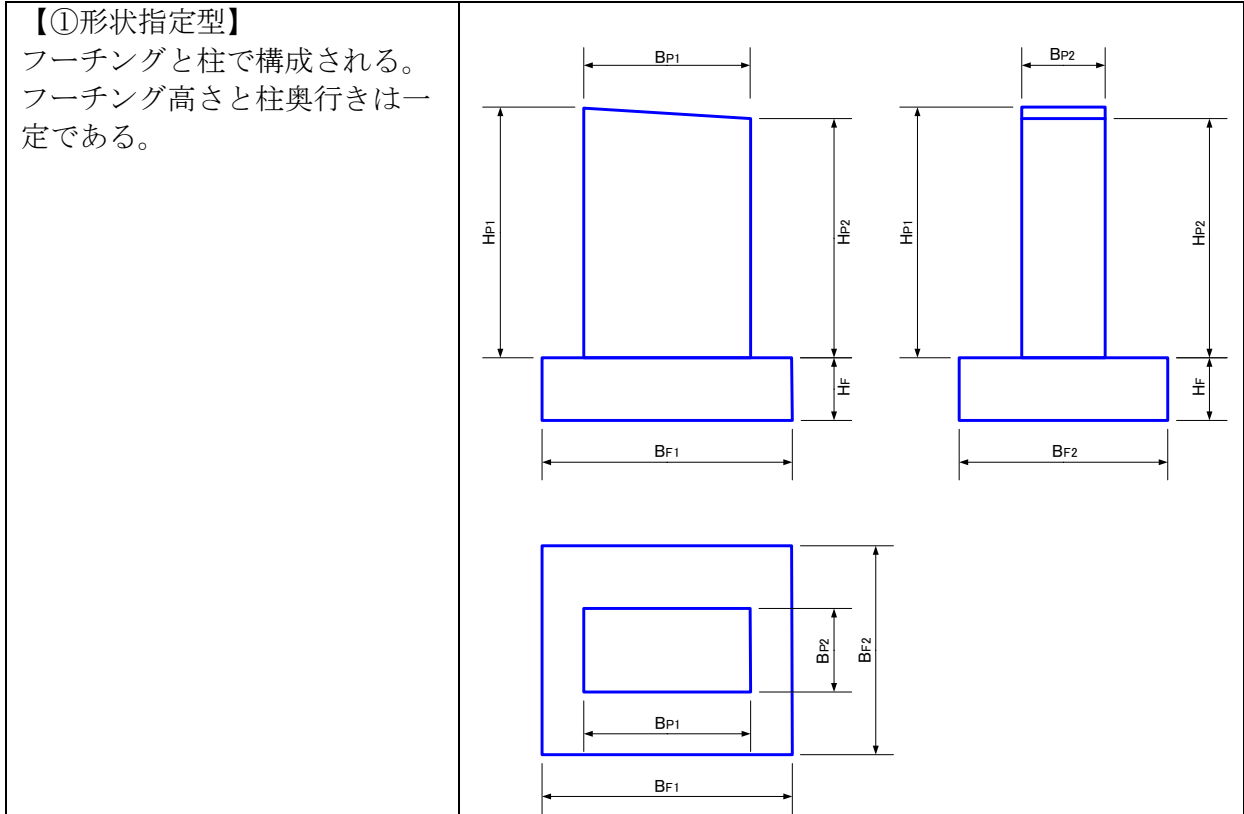 【①形状指定型】
フーチングと柱で構成される。
フーチング高さと柱奥行きは一
定である。
BP1
BP2
HP1
HP2
HP1
HP2
HF
HF
BF1
BF2
BP2
BF2
BP1
BF1